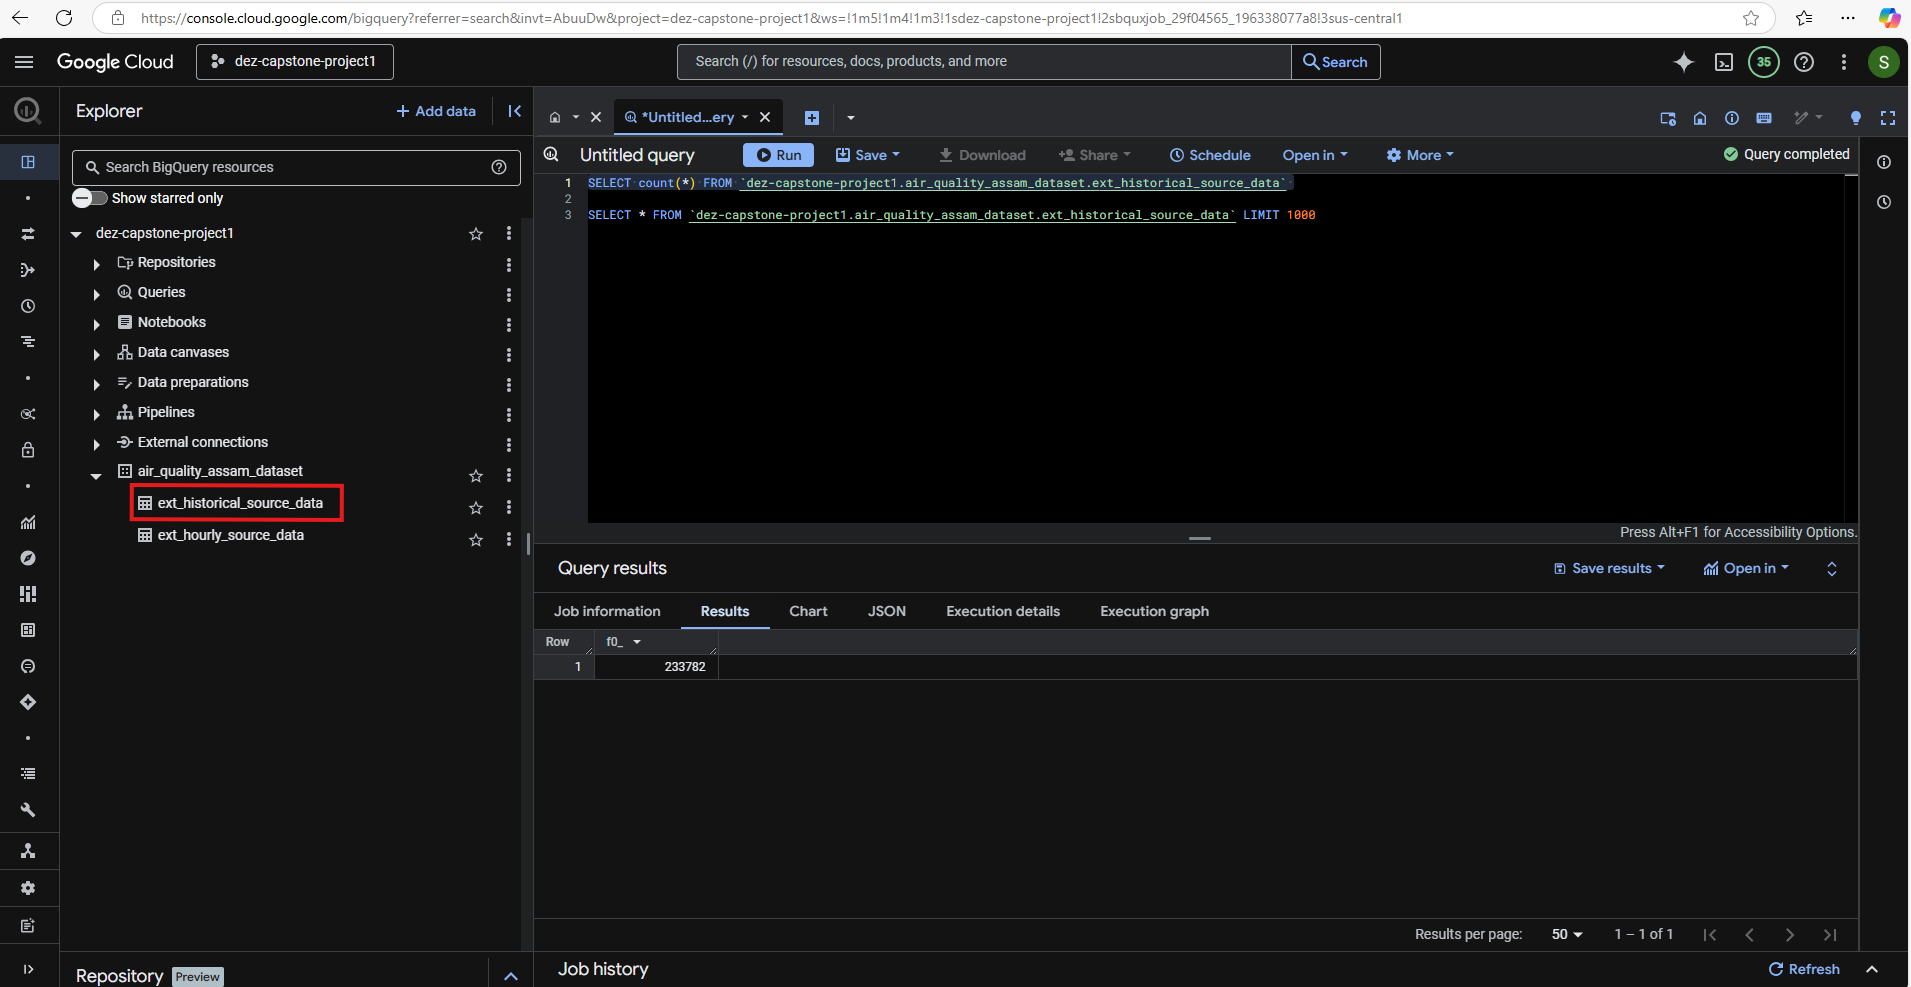 https://console.cloud.google.com/bigquery?referrer=search&invt=AbuuDw&project=dez-capstone-project1&ws=!1m5!1m4!1m3!1sdez-capstone-project1!2sbquxjob_29f04565_196338077a8!3sus-central1
Google Cloud
dez-capstone-project1
Search (/) for resources, docs, products, and more
Search
35
S
Explorer
+ Add data
*Untitled...ery
Search BigQuery resources
Untitled query
Run
Save
Download
Share
Schedule
Open in
More
Query completed
Show starred only
1 SELECT count(*) FROM `dez-capstone-project1.air_quality_assam_dataset.ext_historical_source_data`
2
3 SELECT * FROM `dez-capstone-project1.air_quality_assam_dataset.ext_historical_source_data` LIMIT 1000
dez-capstone-project1
Repositories
Queries
Notebooks
Data canvases
Data preparations
Pipelines
External connections
air_quality_assam_dataset
ext_historical_source_data
ext_hourly_source_data
Press Alt+F1 for Accessibility Options.
Query results
Save results
Open in
Job information
Results
Chart
JSON
Execution details
Execution graph
Row f0_
1 233782
Results per page: 50 1 – 1 of 1
Repository Preview
Job history
Refresh